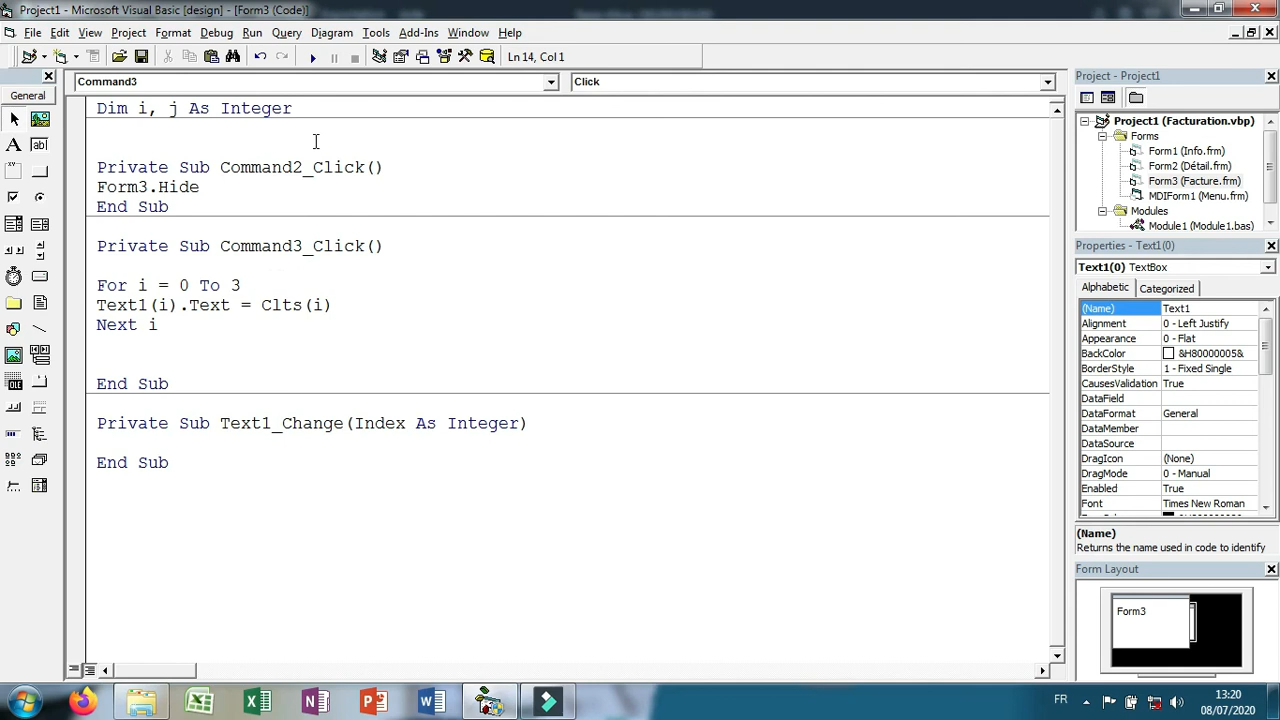 Project1 - Microsoft Visual Basic [design] - [Form3 (Code)]
File Edit View Project Format Debug Run Query Diagram Tools Add-Ins Window Help
Ln 14, Col 1
General
Command3
Click
Dim i, j As Integer
Private Sub Command2_Click()
Form3.Hide
End Sub
Private Sub Command3_Click()
For i = 0 To 3
Text1(i).Text = Clts(i)
Next i
End Sub
Private Sub Text1_Change(Index As Integer)
End Sub
Project - Project1
Project1 (Facturation.vbp)
Forms
Form1 (Info.frm)
Form2 (Détail.frm)
Form3 (Facture.frm)
MDIForm1 (Menu.frm)
Modules
Module1 (Module1.bas)
Properties - Text1(0)
Text1(0) TextBox
Alphabetic Categorized
(Name) Text1
Alignment 0 - Left Justify
Appearance 0 - Flat
BackColor &H80000005&
BorderStyle 1 - Fixed Single
CausesValidation True
DataField
DataFormat General
DataMember
DataSource
DragIcon (None)
DragMode 0 - Manual
Enabled True
Font Times New Roman
(Name)
Returns the name used in code to identify
Form Layout
Form3
FR
13:20
08/07/2020